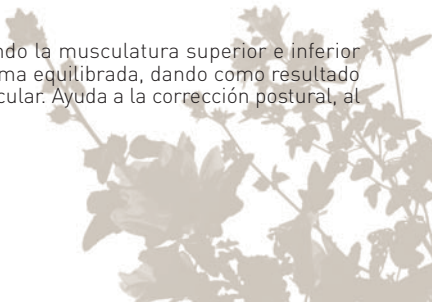 ndo la musculatura superior e inferior
ma equilibrada, dando como resultado
cular. Ayuda a la corrección postural, al